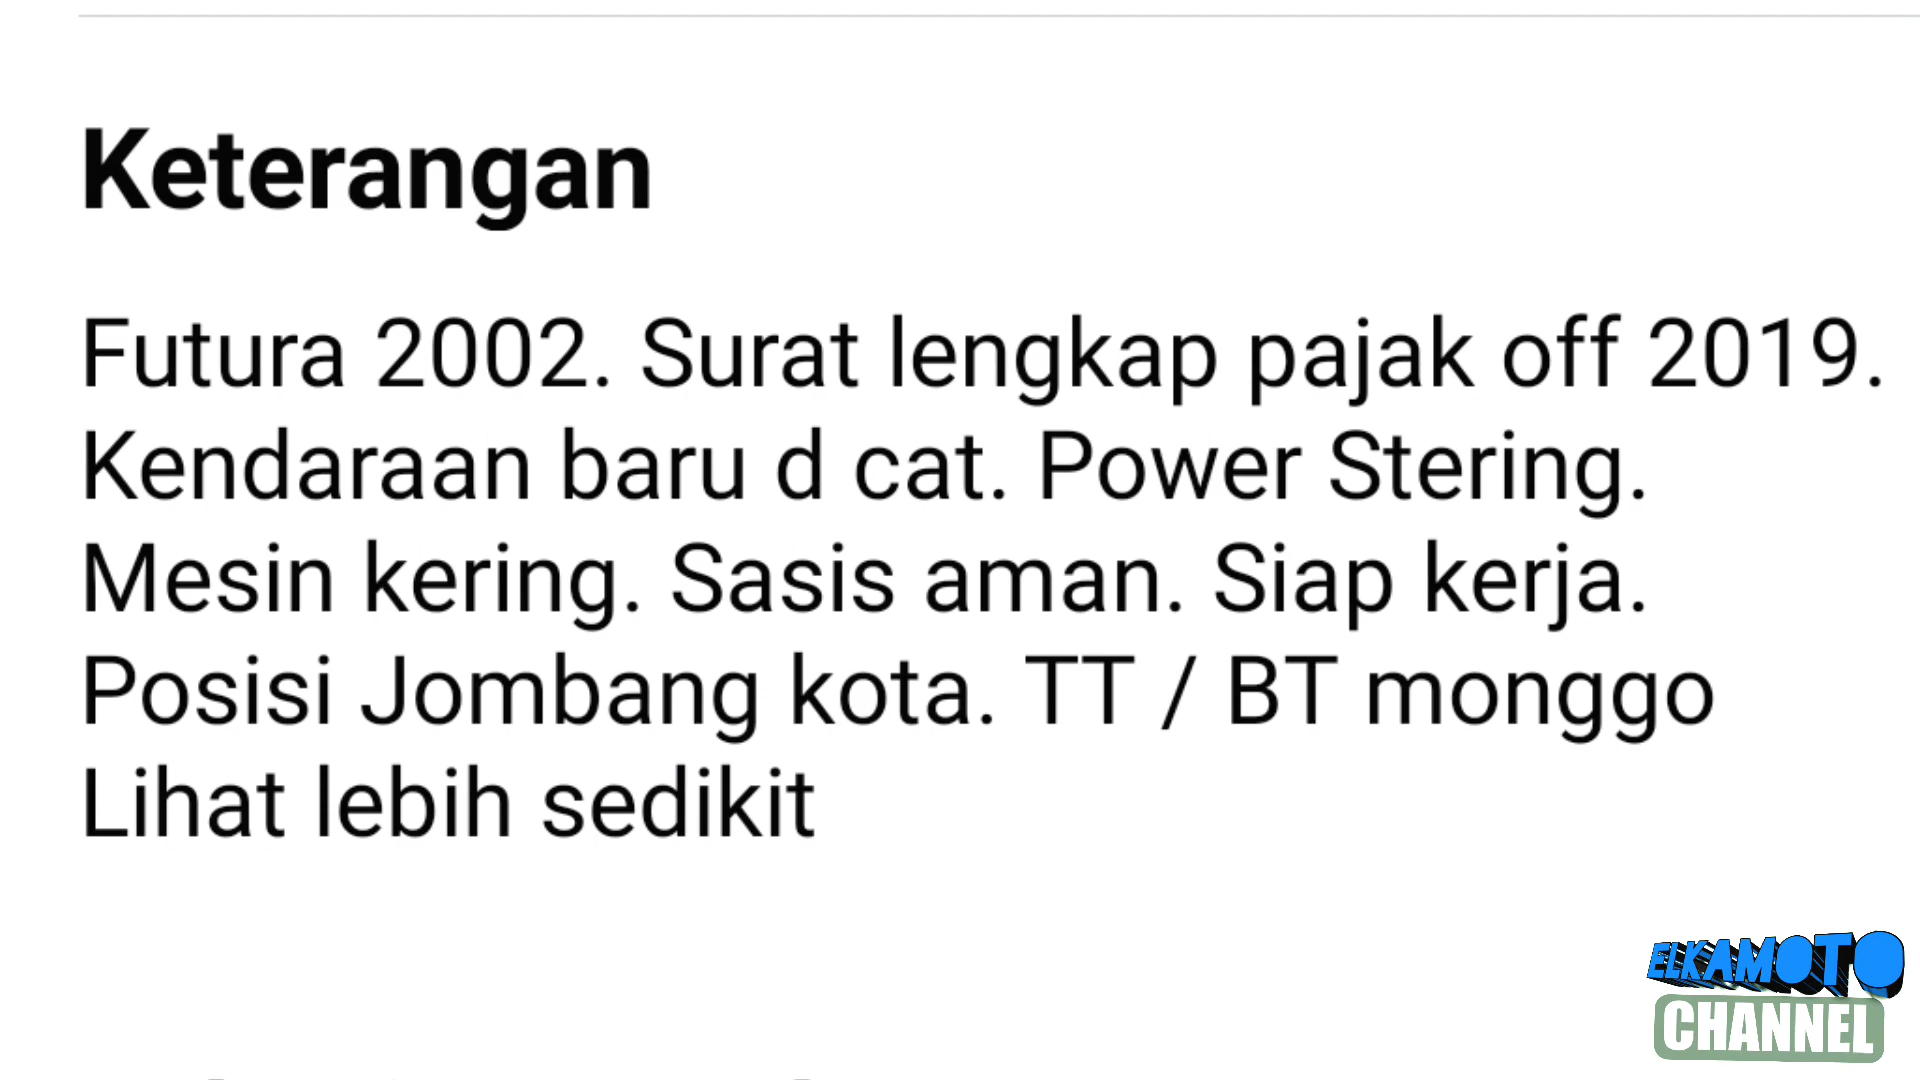 Keterangan
Futura 2002. Surat lengkap pajak off 2019.
Kendaraan baru d cat. Power Stering.
Mesin kering. Sasis aman. Siap kerja.
Posisi Jombang kota. TT / BT monggo
Lihat lebih sedikit
ELKAMOTO
CHANNEL